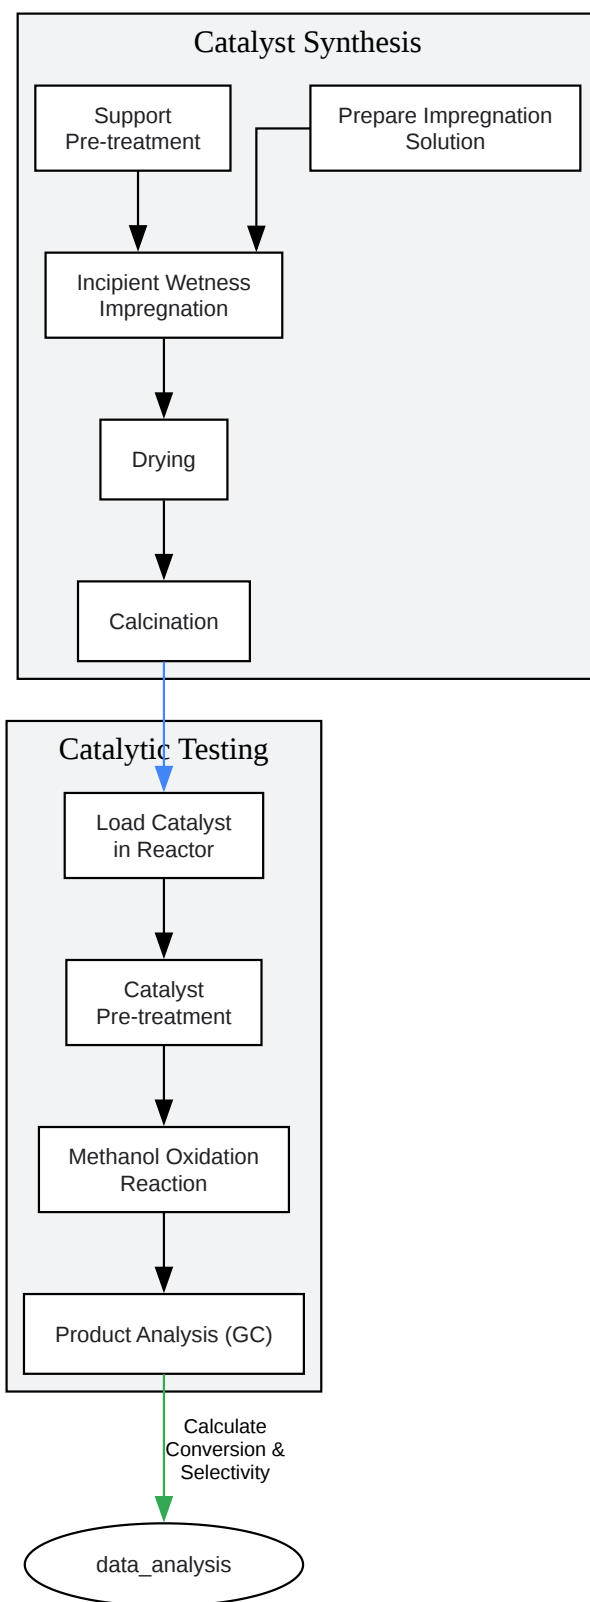 Catalyst Synthesis
Support
Pre-treatment
Prepare Impregnation
Solution
Incipient Wetness
Impregnation
Drying
Calcination
Catalytic Testing
Load Catalyst
in Reactor
Catalyst
Pre-treatment
Methanol Oxidation
Reaction
Product Analysis (GC)
Calculate
Conversion &
Selectivity
data_analysis